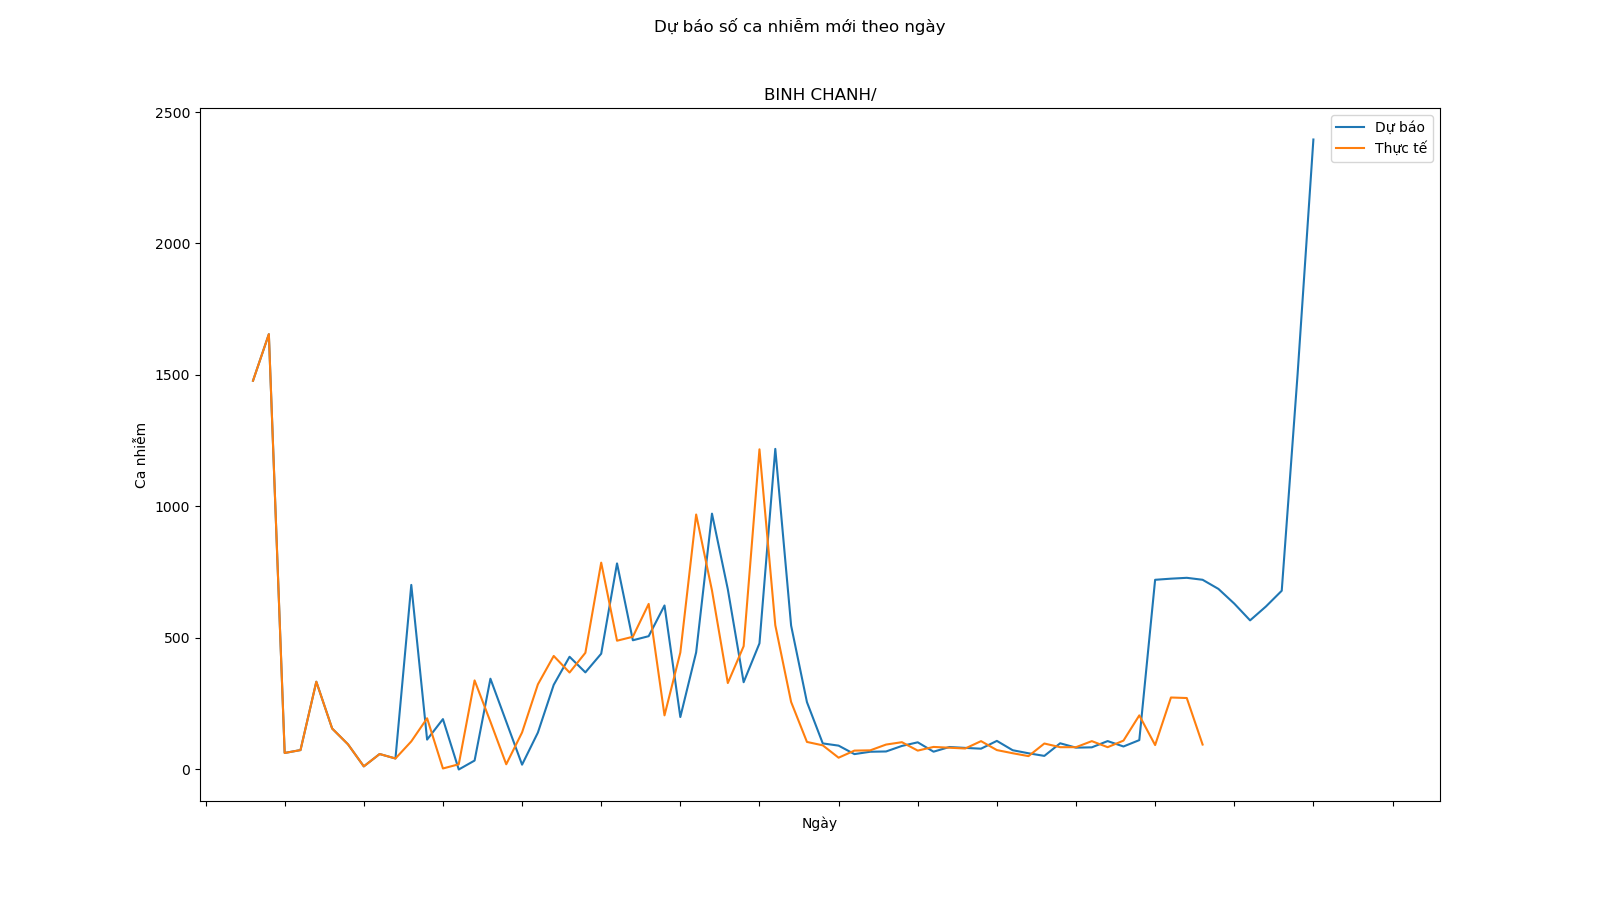 Dự báo số ca nhiễm mới theo ngày
BINH CHANH/
2500
2000
1500
1000
500
0
Ca nhiễm
Dự báo
Thực tế
Ngày